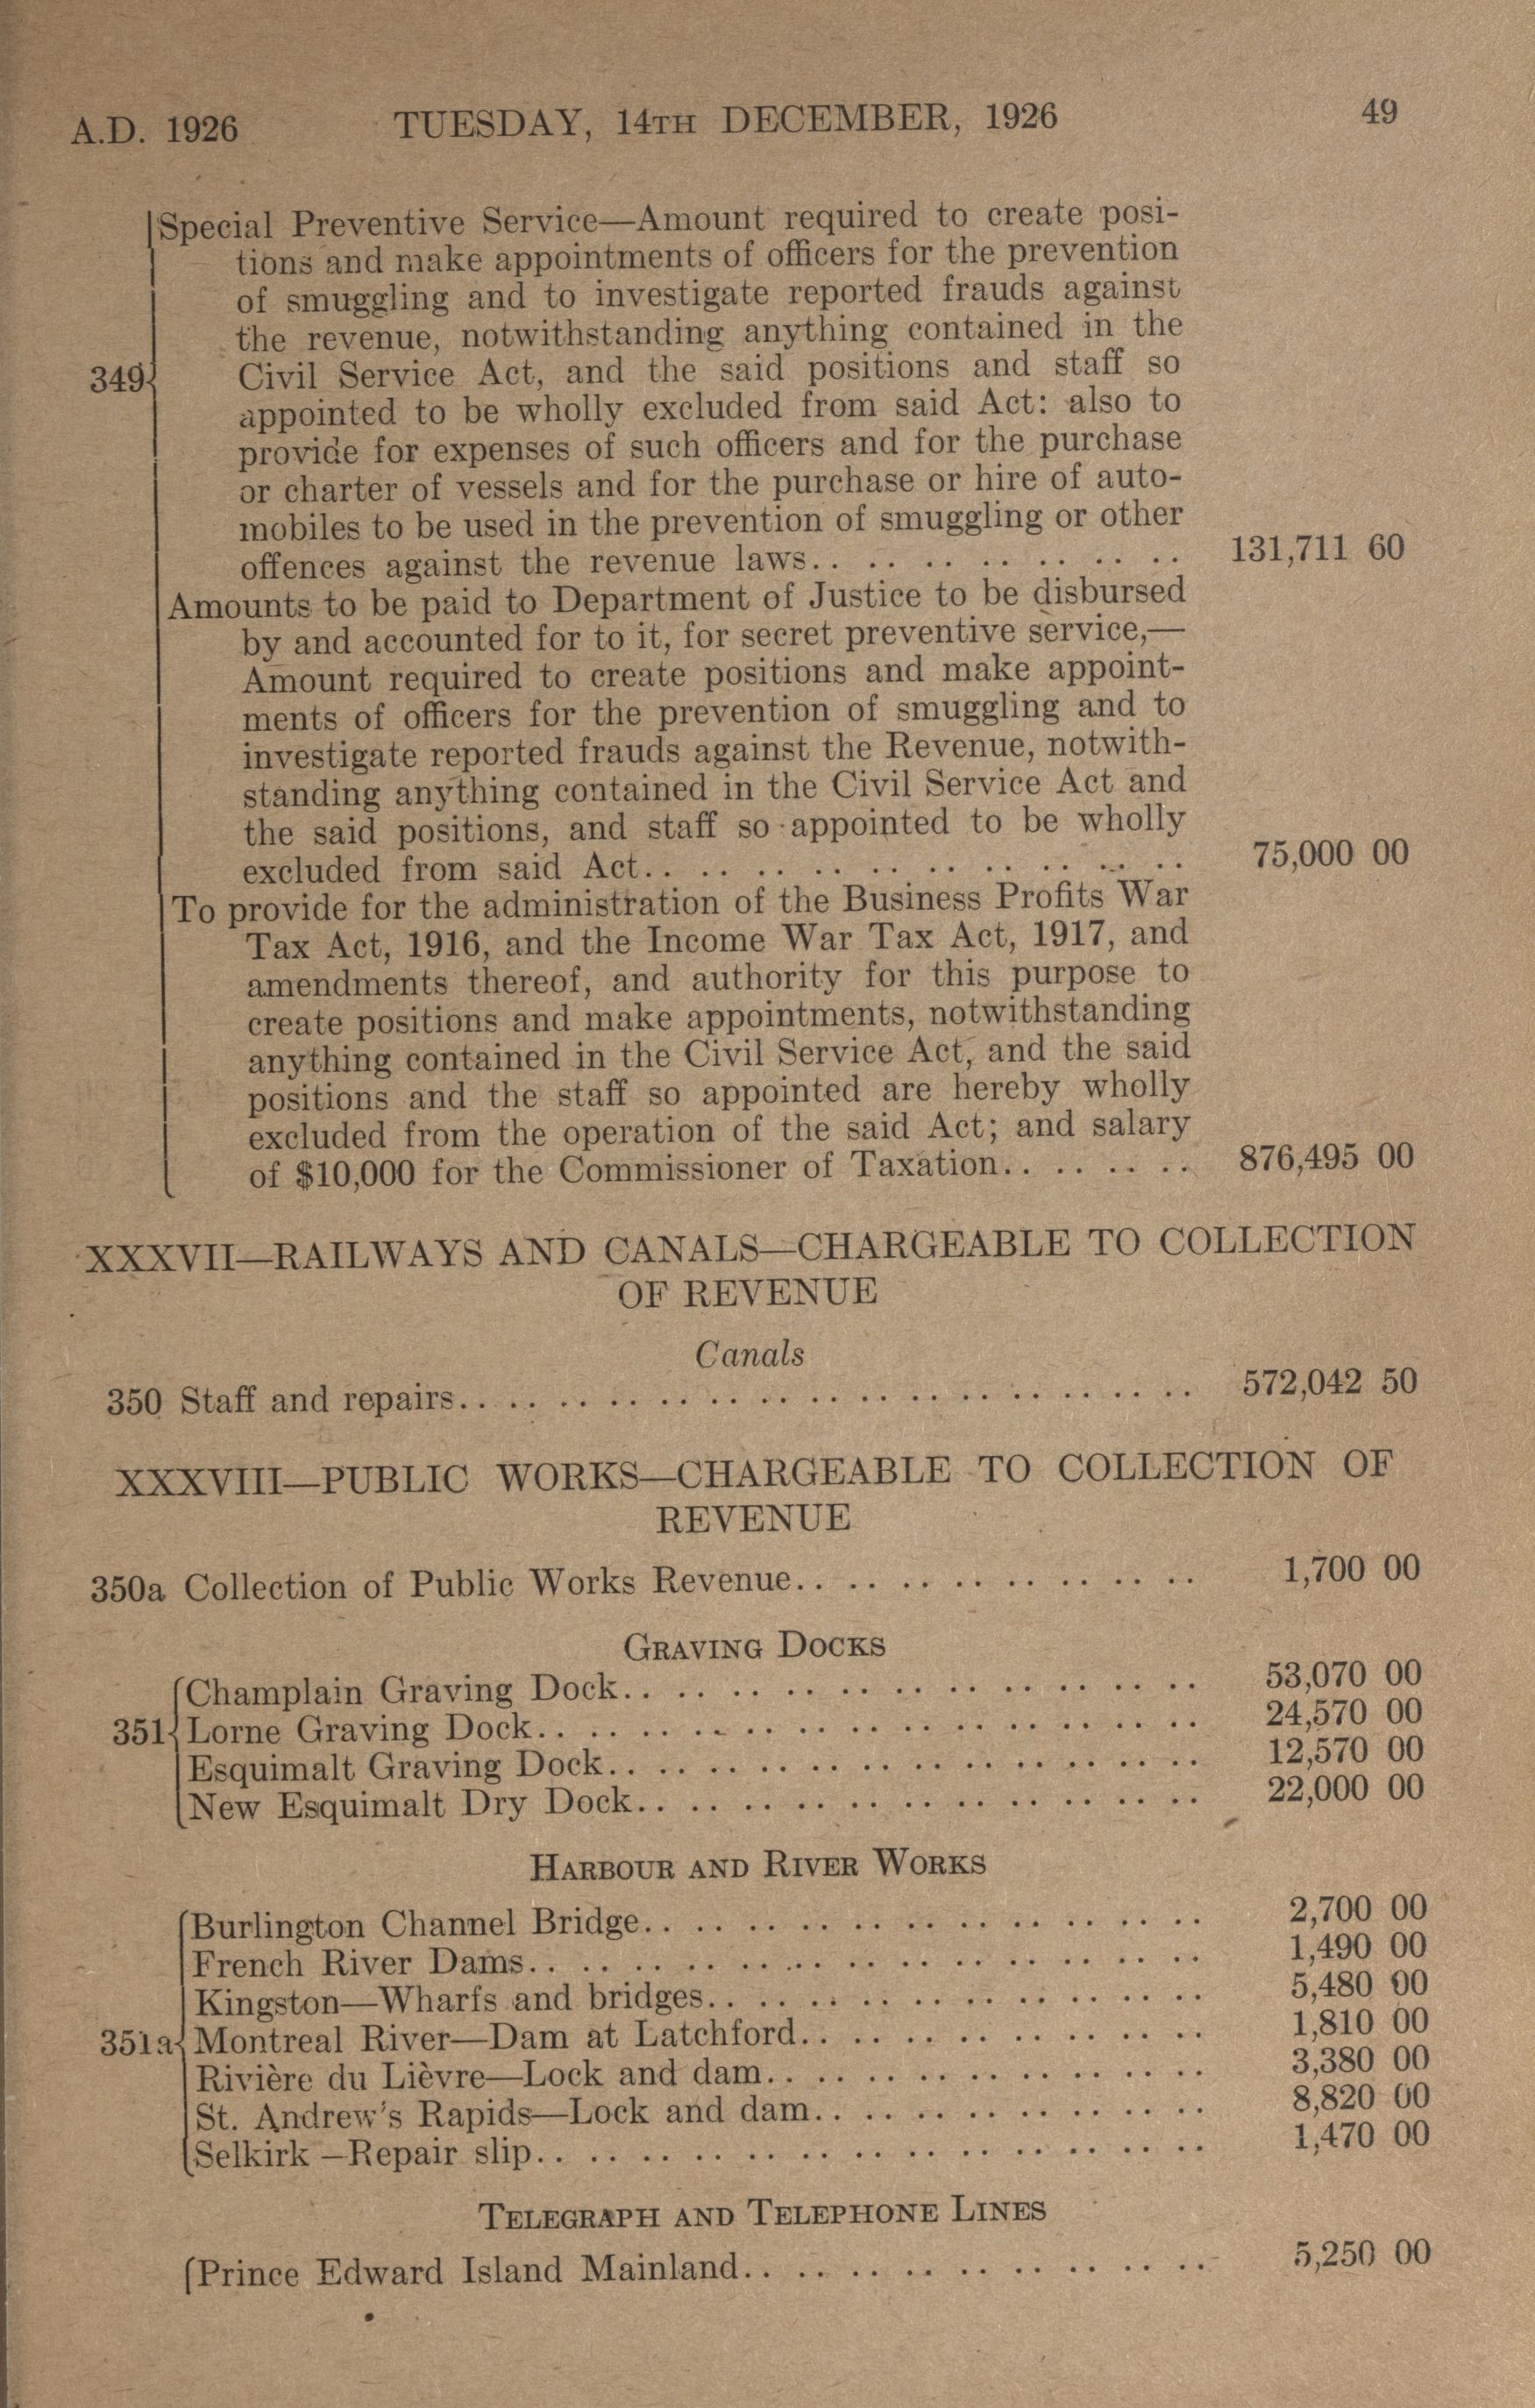 A.D. 1926 TUESDAY, 14TH DECEMBER, 1926 49
Special Preventive Service—Amount required to create posi-
tions and make appointments of officers for the prevention
of smuggling and to investigate reported frauds against
the revenue, notwithstanding anything contained in the
349 Civil Service Act, and the said positions and staff so
appointed to be wholly excluded from said Act: also to
provide for expenses of such officers and for the purchase
or charter of vessels and for the purchase or hire of auto-
mobiles to be used in the prevention of smuggling or other
offences against the revenue laws.. .. .. .. .. .. .. .. 131,711 60
Amounts to be paid to Department of Justice to be disbursed
by and accounted for to it, for secret preventive service,—
Amount required to create positions and make appoint-
ments of officers for the prevention of smuggling and to
investigate reported frauds against the Revenue, notwith-
standing anything contained in the Civil Service Act and
the said positions, and staff so appointed to be wholly
excluded from said Act.. .. .. .. .. .. .. .. .. .. .. 75,000 00
To provide for the administration of the Business Profits War
Tax Act, 1916, and the Income War Tax Act, 1917, and
amendments thereof, and authority for this purpose to
create positions and make appointments, notwithstanding
anything contained in the Civil Service Act, and the said
positions and the staff so appointed are hereby wholly
excluded from the operation of the said Act; and salary
of $10,000 for the Commissioner of Taxation.. .. .. .. 876,495 00
XXXVII—RAILWAYS AND CANALS—CHARGEABLE TO COLLECTION
OF REVENUE
Canals
350 Staff and repairs.. .. .. .. .. .. .. .. .. .. .. .. .. .. .. 572,042 50
XXXVIII—PUBLIC WORKS—CHARGEABLE TO COLLECTION OF
REVENUE
350a Collection of Public Works Revenue.. .. .. .. .. .. .. .. 1,700 00
GRAVING DOCKS
Champlain Graving Dock.. .. .. .. .. .. .. .. .. .. .. 53,070 00
351 Lorne Graving Dock.. .. .. .. .. .. .. .. .. .. .. .. .. 24,570 00
Esquimalt Graving Dock.. .. .. .. .. .. .. .. .. .. .. .. 12,570 00
New Esquimalt Dry Dock.. .. .. .. .. .. .. .. .. .. .. 22,000 00
HARBOUR AND RIVER WORKS
Burlington Channel Bridge.. .. .. .. .. .. .. .. .. .. .. 2,700 00
French River Dams.. .. .. .. .. .. .. .. .. .. .. .. .. 1,490 00
Kingston—Wharfs and bridges.. .. .. .. .. .. .. .. .. .. 5,480 00
351a Montreal River—Dam at Latchford.. .. .. .. .. .. .. .. 1,810 00
Rivière du Lièvre—Lock and dam.. .. .. .. .. .. .. .. .. 3,380 00
St. Andrew's Rapids—Lock and dam.. .. .. .. .. .. .. .. 8,820 00
Selkirk—Repair slip.. .. .. .. .. .. .. .. .. .. .. .. .. 1,470 00
TELEGRAPH AND TELEPHONE LINES
Prince Edward Island Mainland.. .. .. .. .. .. .. .. .. 5,250 00